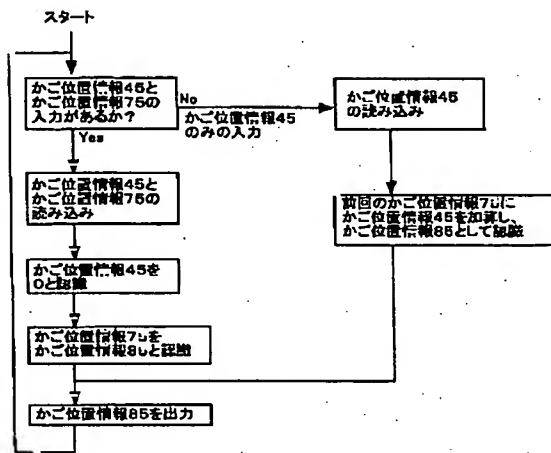 スタート
かご位置情報45と
かご位置情報75の
入力があるか?
No
かご位置情報45
のみの入力
かご位置情報45
の読み込み
Yes
かご位置情報45と
かご位置情報75の
読み込み
前回のかご位置情報75に
かご位置情報45を加算し、
かご位置情報85として認識
かご位置情報45を
0と認識
かご位置情報75を
かご位置情報85と認識
かご位置情報85を出力